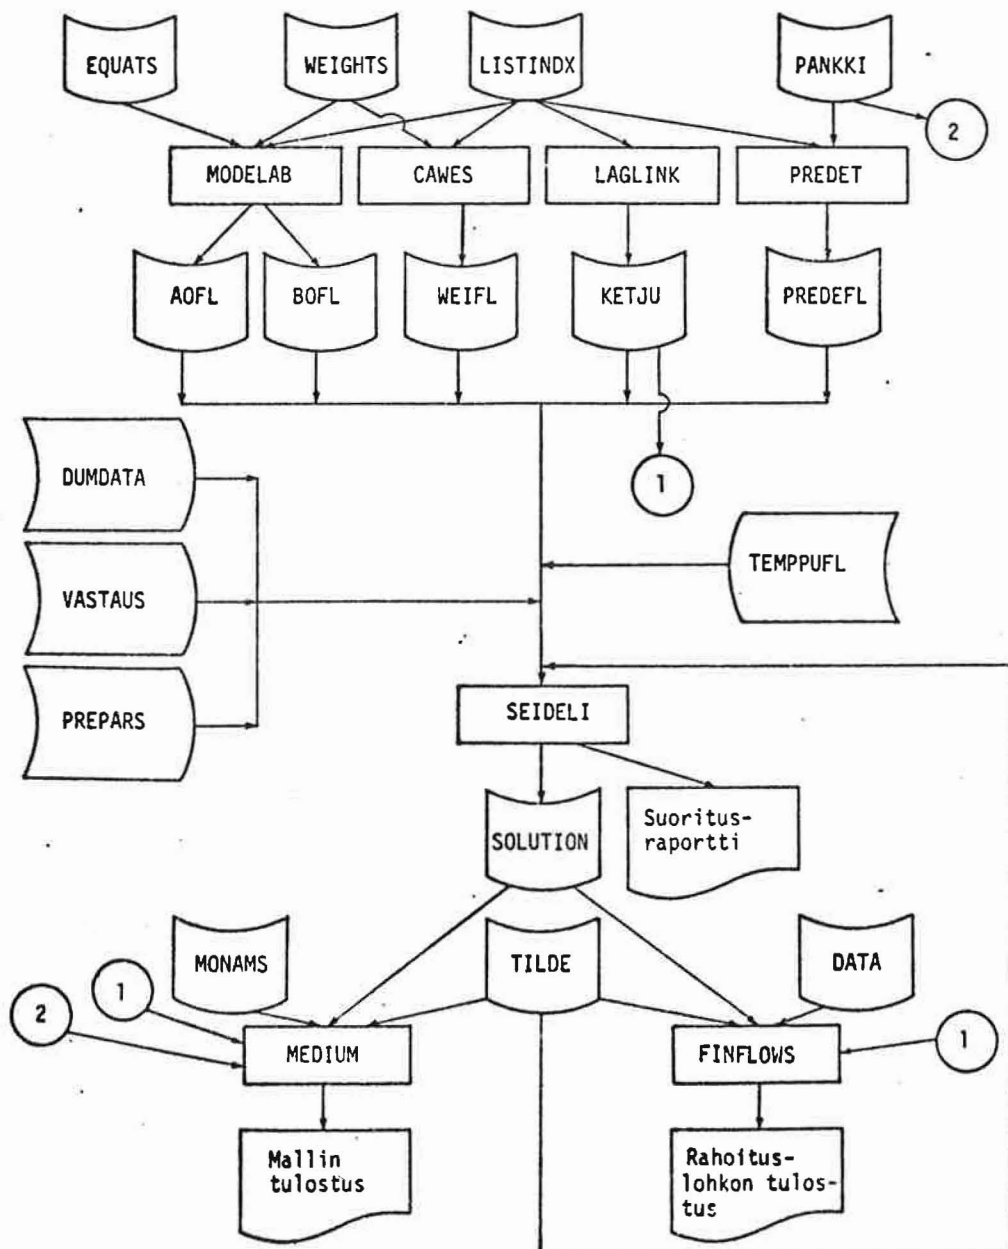 EQUATS
WEIGHTS
LISTINDX
PANKKI
2
MODELAB
CAWES
LAGLINK
PREDET
AOFL
BOFL
WEIFL
KETJU
PREDEFL
DUMDATA
1
VASTAUS
TEMPPUFL
PREPARS
SEIDELI
SOLUTION
Suoritus-
raportti
MONAMS
TILDE
DATA
1
2
MEDIUM
FINFLOWS
1
Mallin
tulostus
Rahoitus-
lohkon tulos-
tus